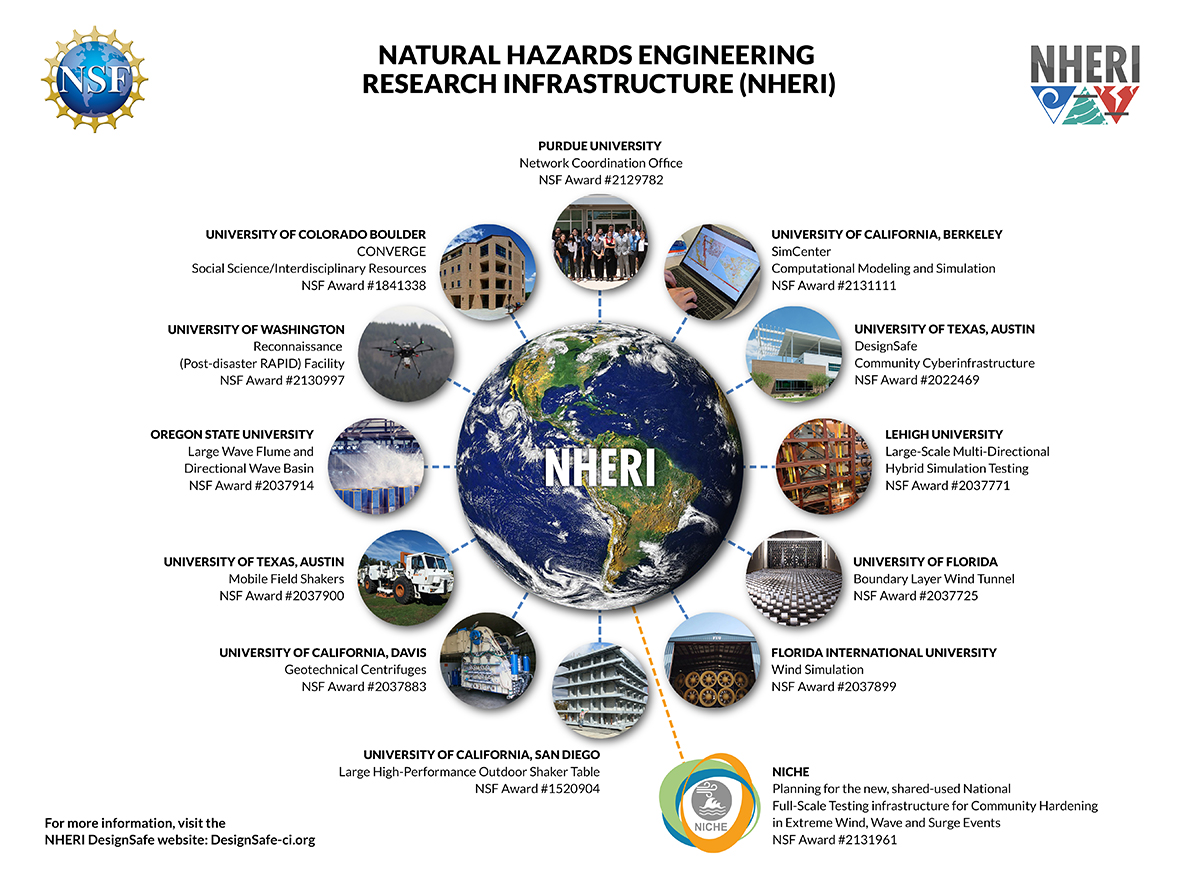 NSF
NATURAL HAZARDS ENGINEERING
RESEARCH INFRASTRUCTURE (NHERI)
NHERI
PURDUE UNIVERSITY
Network Coordination Office
NSF Award #2129782
UNIVERSITY OF COLORADO BOULDER
CONVERGE
Social Science/Interdisciplinary Resources
NSF Award #1841338
UNIVERSITY OF CALIFORNIA, BERKELEY
SimCenter
Computational Modeling and Simulation
NSF Award #2131111
UNIVERSITY OF WASHINGTON
Reconnaissance
(Post-disaster RAPID) Facility
NSF Award #2130997
UNIVERSITY OF TEXAS, AUSTIN
DesignSafe
Community Cyberinfrastructure
NSF Award #2022469
OREGON STATE UNIVERSITY
Large Wave Flume and
Directional Wave Basin
NSF Award #2037914
NHERI
LEHIGH UNIVERSITY
Large-Scale Multi-Directional
Hybrid Simulation Testing
NSF Award #2037771
UNIVERSITY OF TEXAS, AUSTIN
Mobile Field Shakers
NSF Award #2037900
UNIVERSITY OF FLORIDA
Boundary Layer Wind Tunnel
NSF Award #2037725
UNIVERSITY OF CALIFORNIA, DAVIS
Geotechnical Centrifuges
NSF Award #2037883
FLORIDA INTERNATIONAL UNIVERSITY
Wind Simulation
NSF Award #2037899
UNIVERSITY OF CALIFORNIA, SAN DIEGO
Large High-Performance Outdoor Shaker Table
NSF Award #1520904
NICHE
NICHE
Planning for the new, shared-used National
Full-Scale Testing infrastructure for Community Hardening
in Extreme Wind, Wave and Surge Events
NSF Award #2131961
For more information, visit the
NHERI DesignSafe website: DesignSafe-ci.org